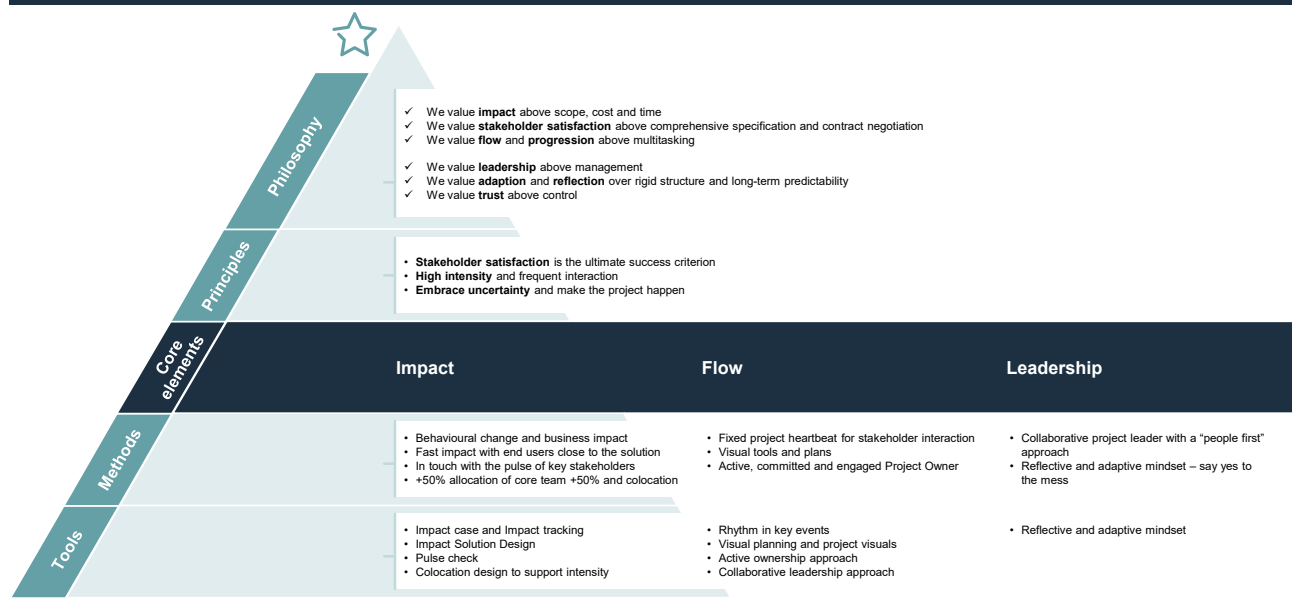 Philosophy
✓ We value impact above scope, cost and time
✓ We value stakeholder satisfaction above comprehensive specification and contract negotiation
✓ We value flow and progression above multitasking
✓ We value leadership above management
✓ We value adaption and reflection over rigid structure and long-term predictability
✓ We value trust above control
Principles
• Stakeholder satisfaction is the ultimate success criterion
• High intensity and frequent interaction
• Embrace uncertainty and make the project happen
Core
elements
Impact
Flow
Leadership
Methods
• Behavioural change and business impact
• Fast impact with end users close to the solution
• In touch with the pulse of key stakeholders
• +50% allocation of core team +50% and colocation
• Fixed project heartbeat for stakeholder interaction
• Visual tools and plans
• Active, committed and engaged Project Owner
• Collaborative project leader with a “people first”
approach
• Reflective and adaptive mindset – say yes to
the mess
Tools
• Impact case and Impact tracking
• Impact Solution Design
• Pulse check
• Colocation design to support intensity
• Rhythm in key events
• Visual planning and project visuals
• Active ownership approach
• Collaborative leadership approach
• Reflective and adaptive mindset